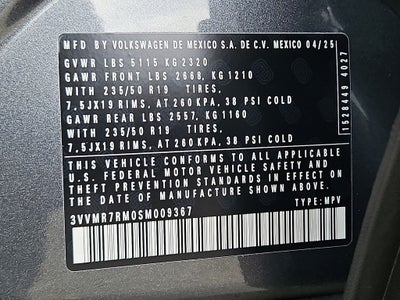 MFD. BY VOLKSWAGEN DE MEXICO S.A. DE C.V. MEXICO 04/25
GVWR LBS 5115 KG 2320
GAWR FRONT LBS 2668, KG 1210
WITH 235/50 R19 TIRES,
7.5JX19 RIMS, AT 260 KPA, 38 PSI COLD
GAWR REAR LBS 2557, KG 1160
WITH 235/50 R19 TIRES,
7.5JX19 RIMS, AT 260 KPA, 38 PSI COLD
THIS VEHICLE CONFORMS TO ALL APPLICABLE
U.S. FEDERAL MOTOR VEHICLE SAFETY AND
THEFT PREVENTION STANDARDS IN EFFECT ON THE
DATE OF MANUFACTURE SHOWN ABOVE.
3VVMR7RM0SM009367 TYPE: MPV
1528449 4027